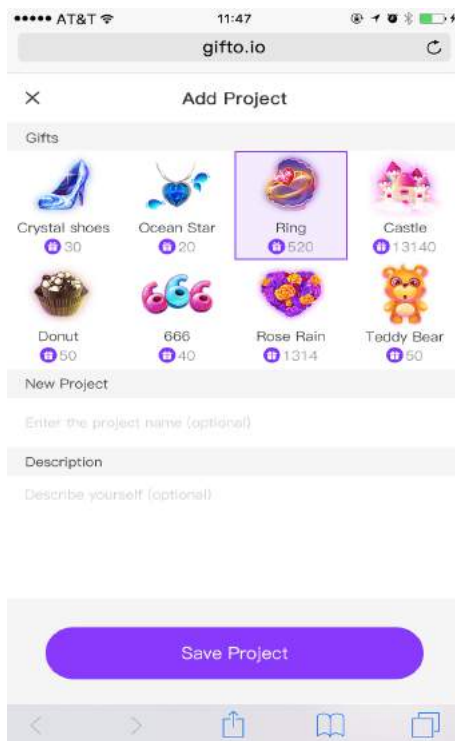 AT&T
11:47
gifto.io
Add Project
Gifts
Crystal shoes
30
Ocean Star
20
Ring
520
Castle
13140
Donut
50
666
666
40
Rose Rain
1314
Teddy Bear
50
New Project
Enter the project name (optional)
Description
Describe yourself (optional)
Save Project